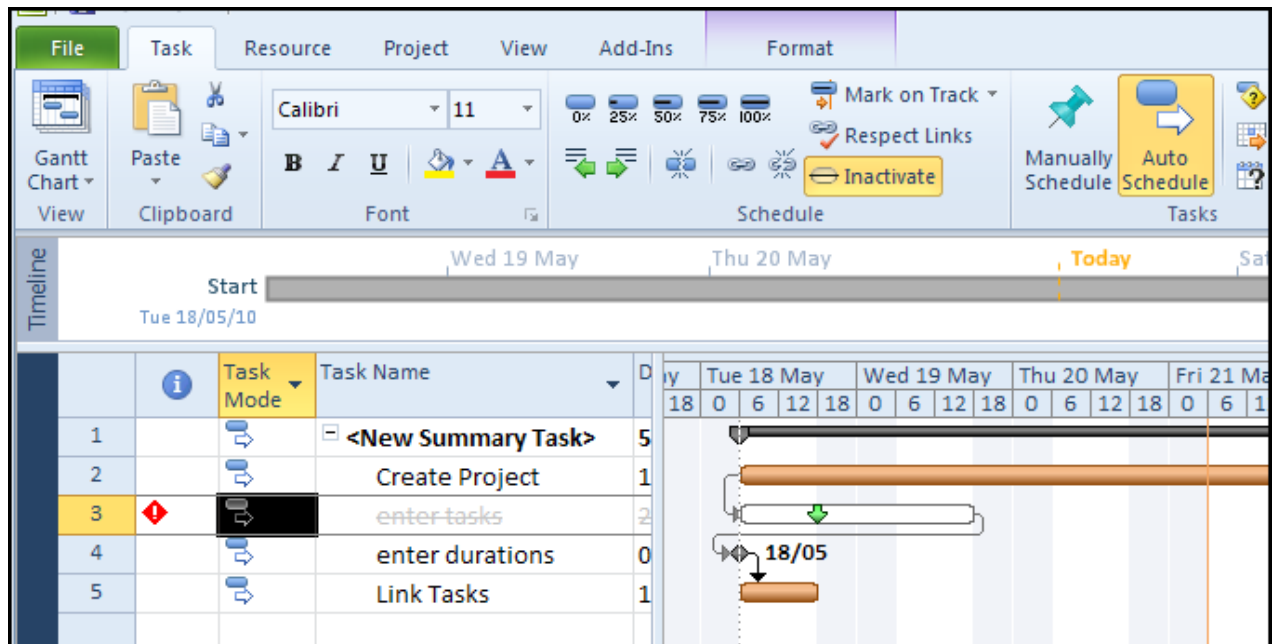 File Task Resource Project View Add-Ins Format
Calibri 11
0% 25% 50% 75% 100%
Mark on Track
Respect Links
Inactivate
B I U A
Gantt Chart
Paste
Manually Schedule
Auto Schedule
View Clipboard Font Schedule Tasks
Timeline
Wed 19 May Thu 20 May Today
Start
Tue 18/05/10
Task Mode Task Name D
Tue 18 May Wed 19 May Thu 20 May Fri 21
18 0 6 12 18 0 6 12 18 0 6 12 18 0 6 1
1 <New Summary Task> 5
2 Create Project 1
3 enter tasks 2
4 enter durations 0 18/05
5 Link Tasks 1